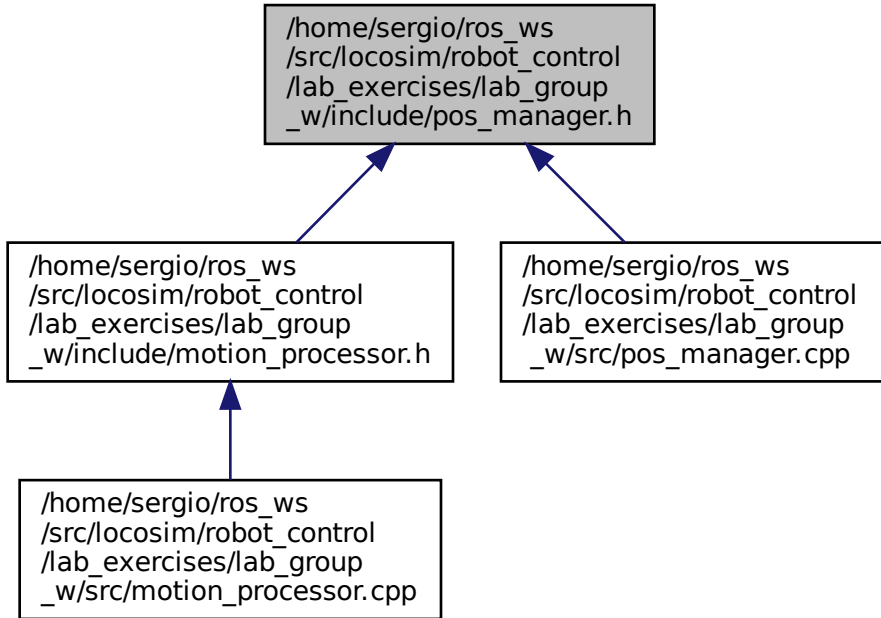 /home/sergio/ros_ws
/src/locosim/robot_control
/lab_exercises/lab_group
_w/include/pos_manager.h
/home/sergio/ros_ws
/src/locosim/robot_control
/lab_exercises/lab_group
_w/include/motion_processor.h
/home/sergio/ros_ws
/src/locosim/robot_control
/lab_exercises/lab_group
_w/src/pos_manager.cpp
/home/sergio/ros_ws
/src/locosim/robot_control
/lab_exercises/lab_group
_w/src/motion_processor.cpp